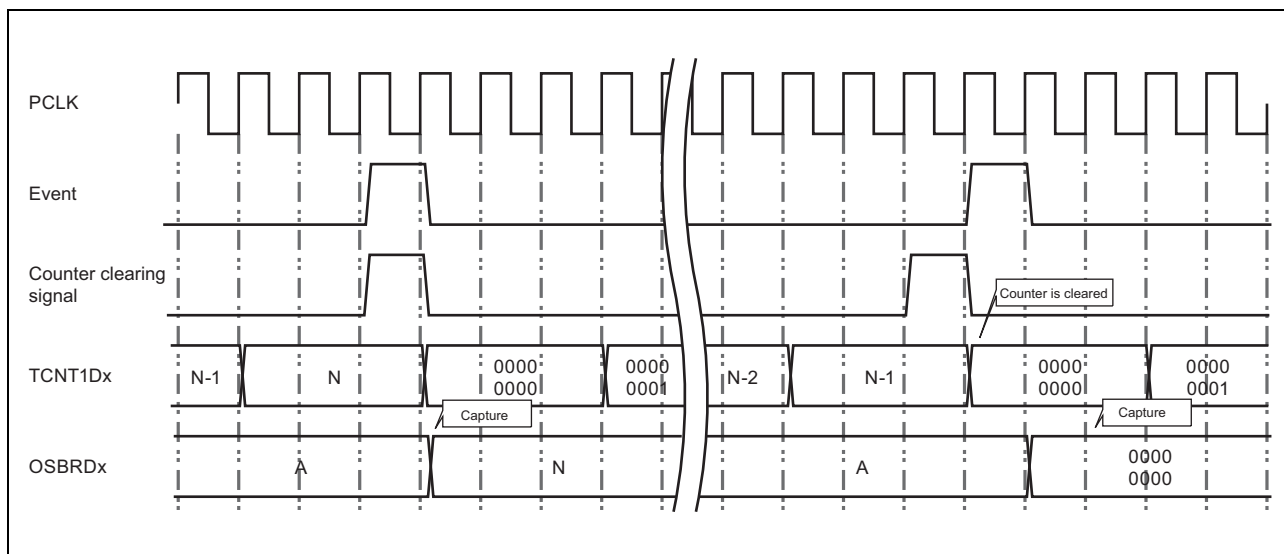 PCLK
Event
Counter clearing
signal
Counter is cleared
TCNT1Dx
N-1
N
0000
0000
0000
0001
N-2
N-1
0000
0000
0000
0001
Capture
Capture
OSBRDx
A
N
A
0000
0000